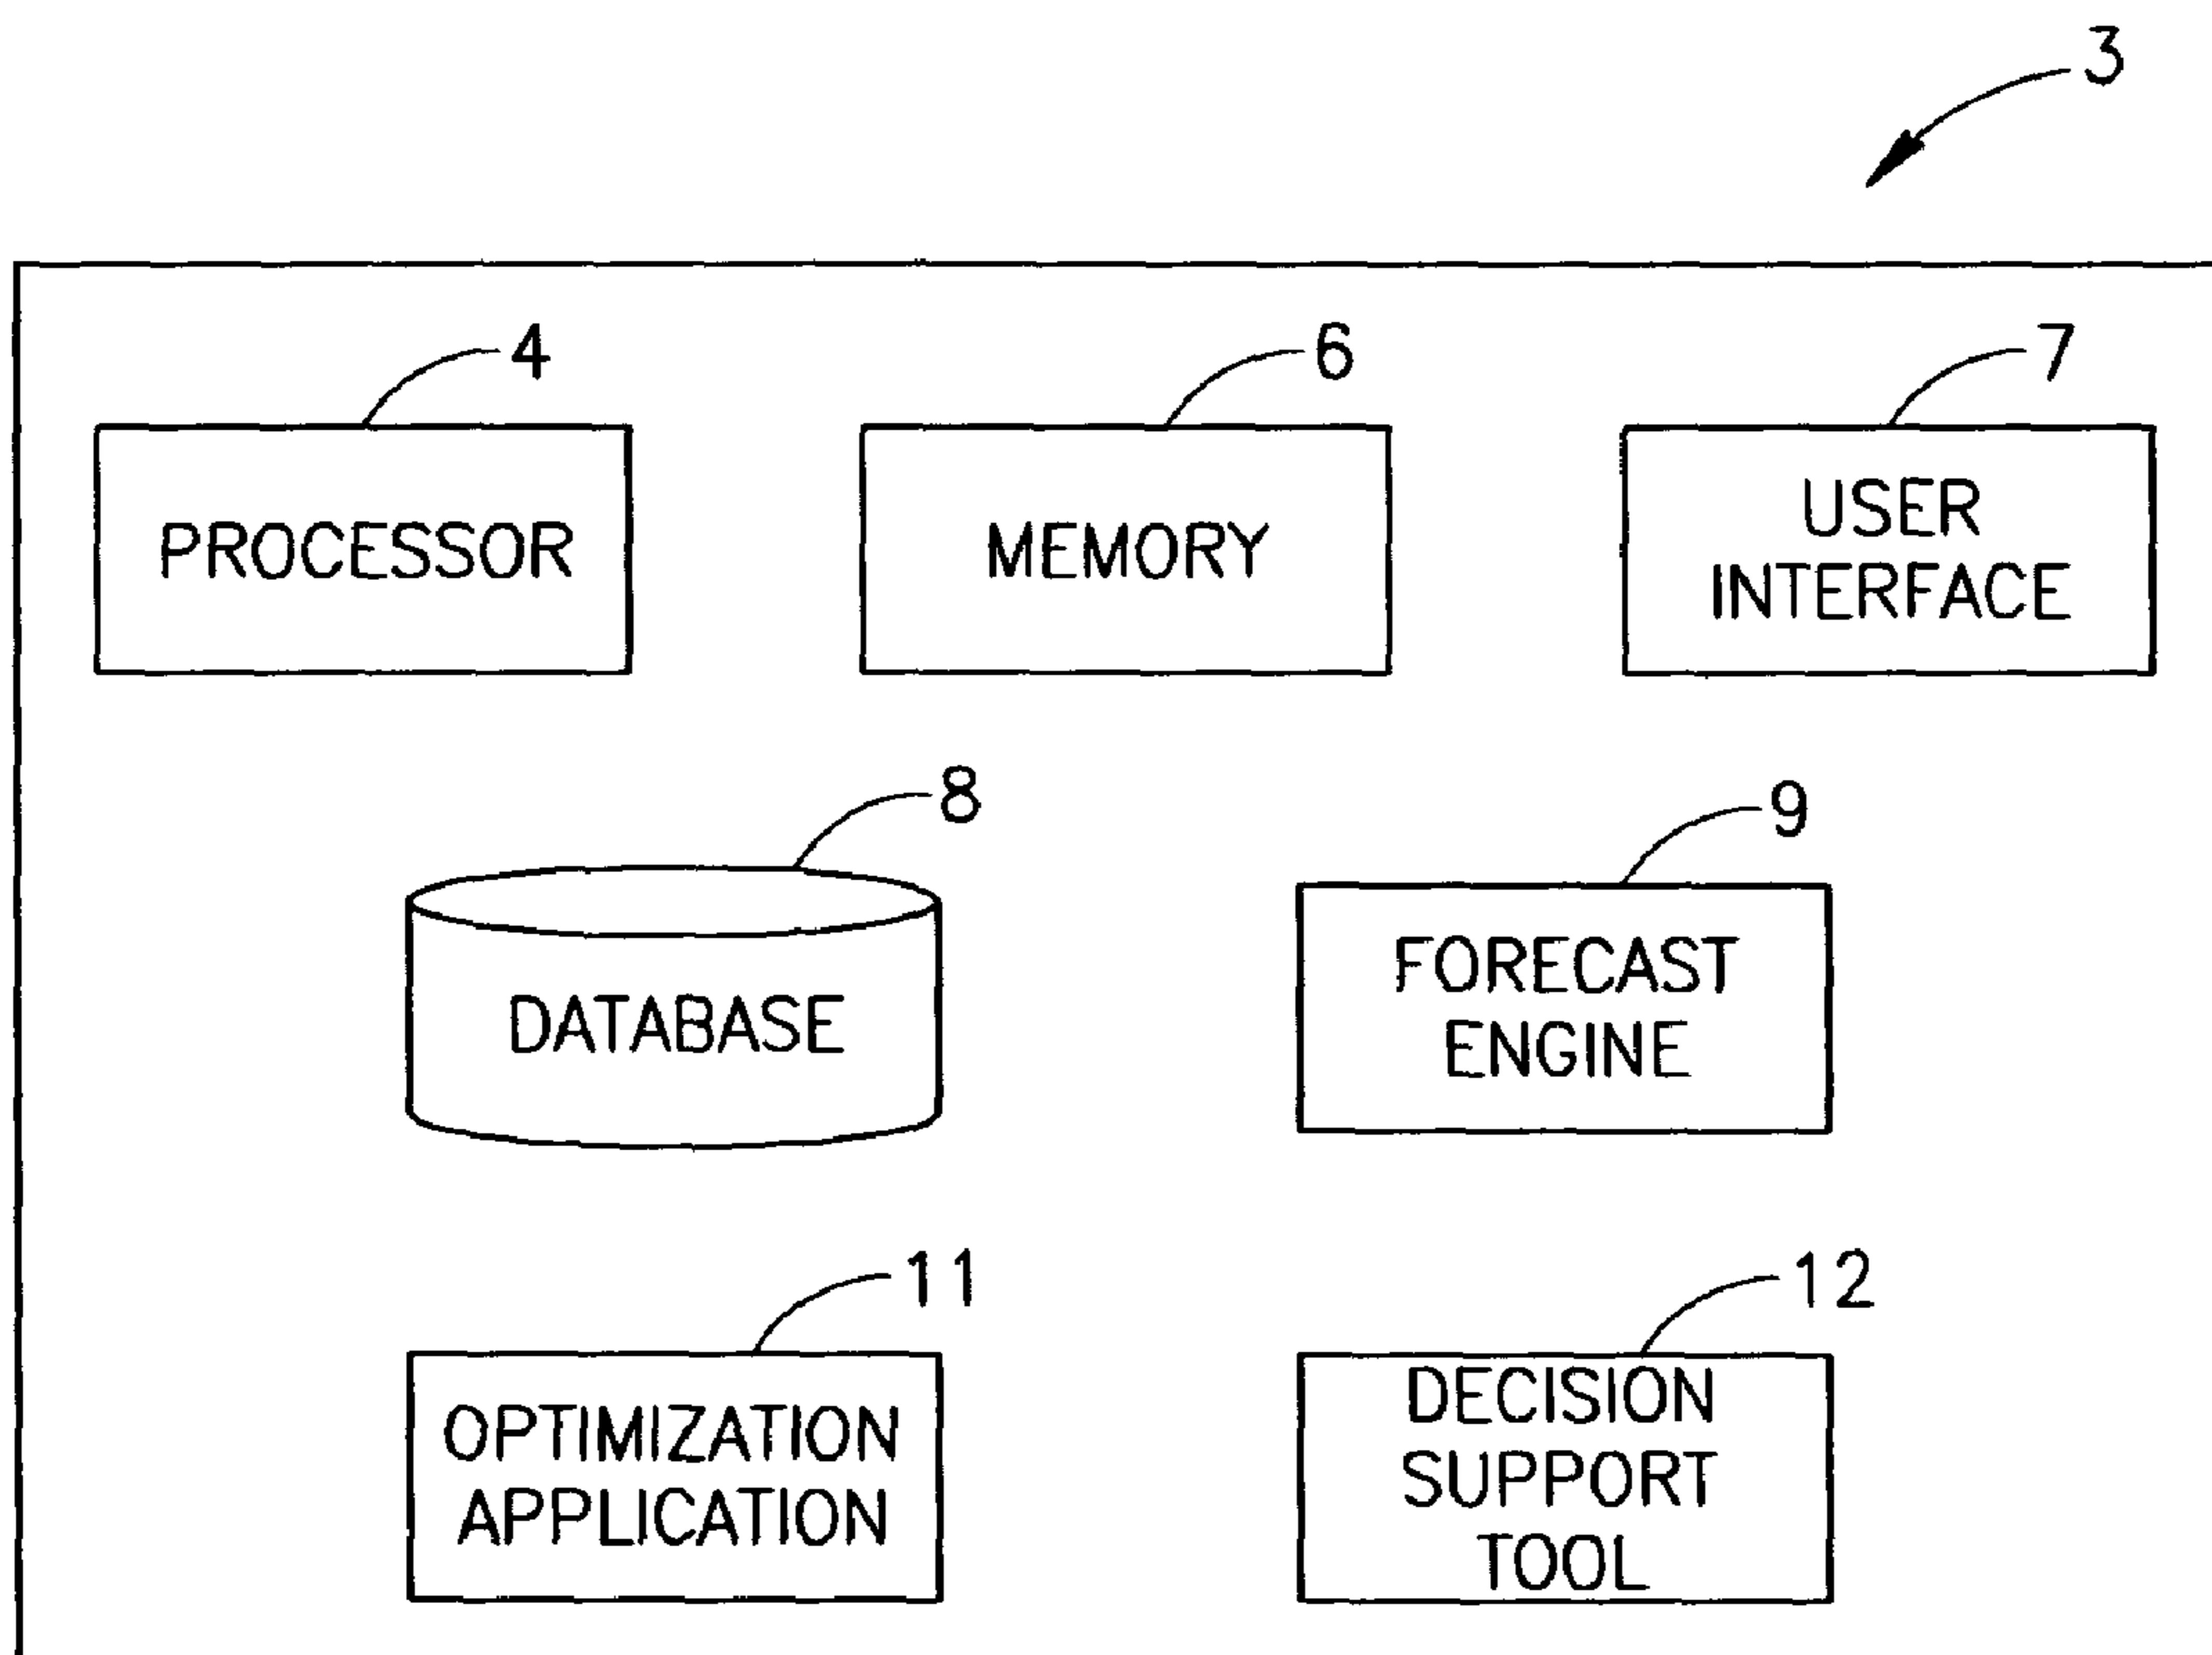 3
4
6
7
PROCESSOR
MEMORY
USER
INTERFACE
8
9
DATABASE
FORECAST
ENGINE
11
12
OPTIMIZATION
APPLICATION
DECISION
SUPPORT
TOOL